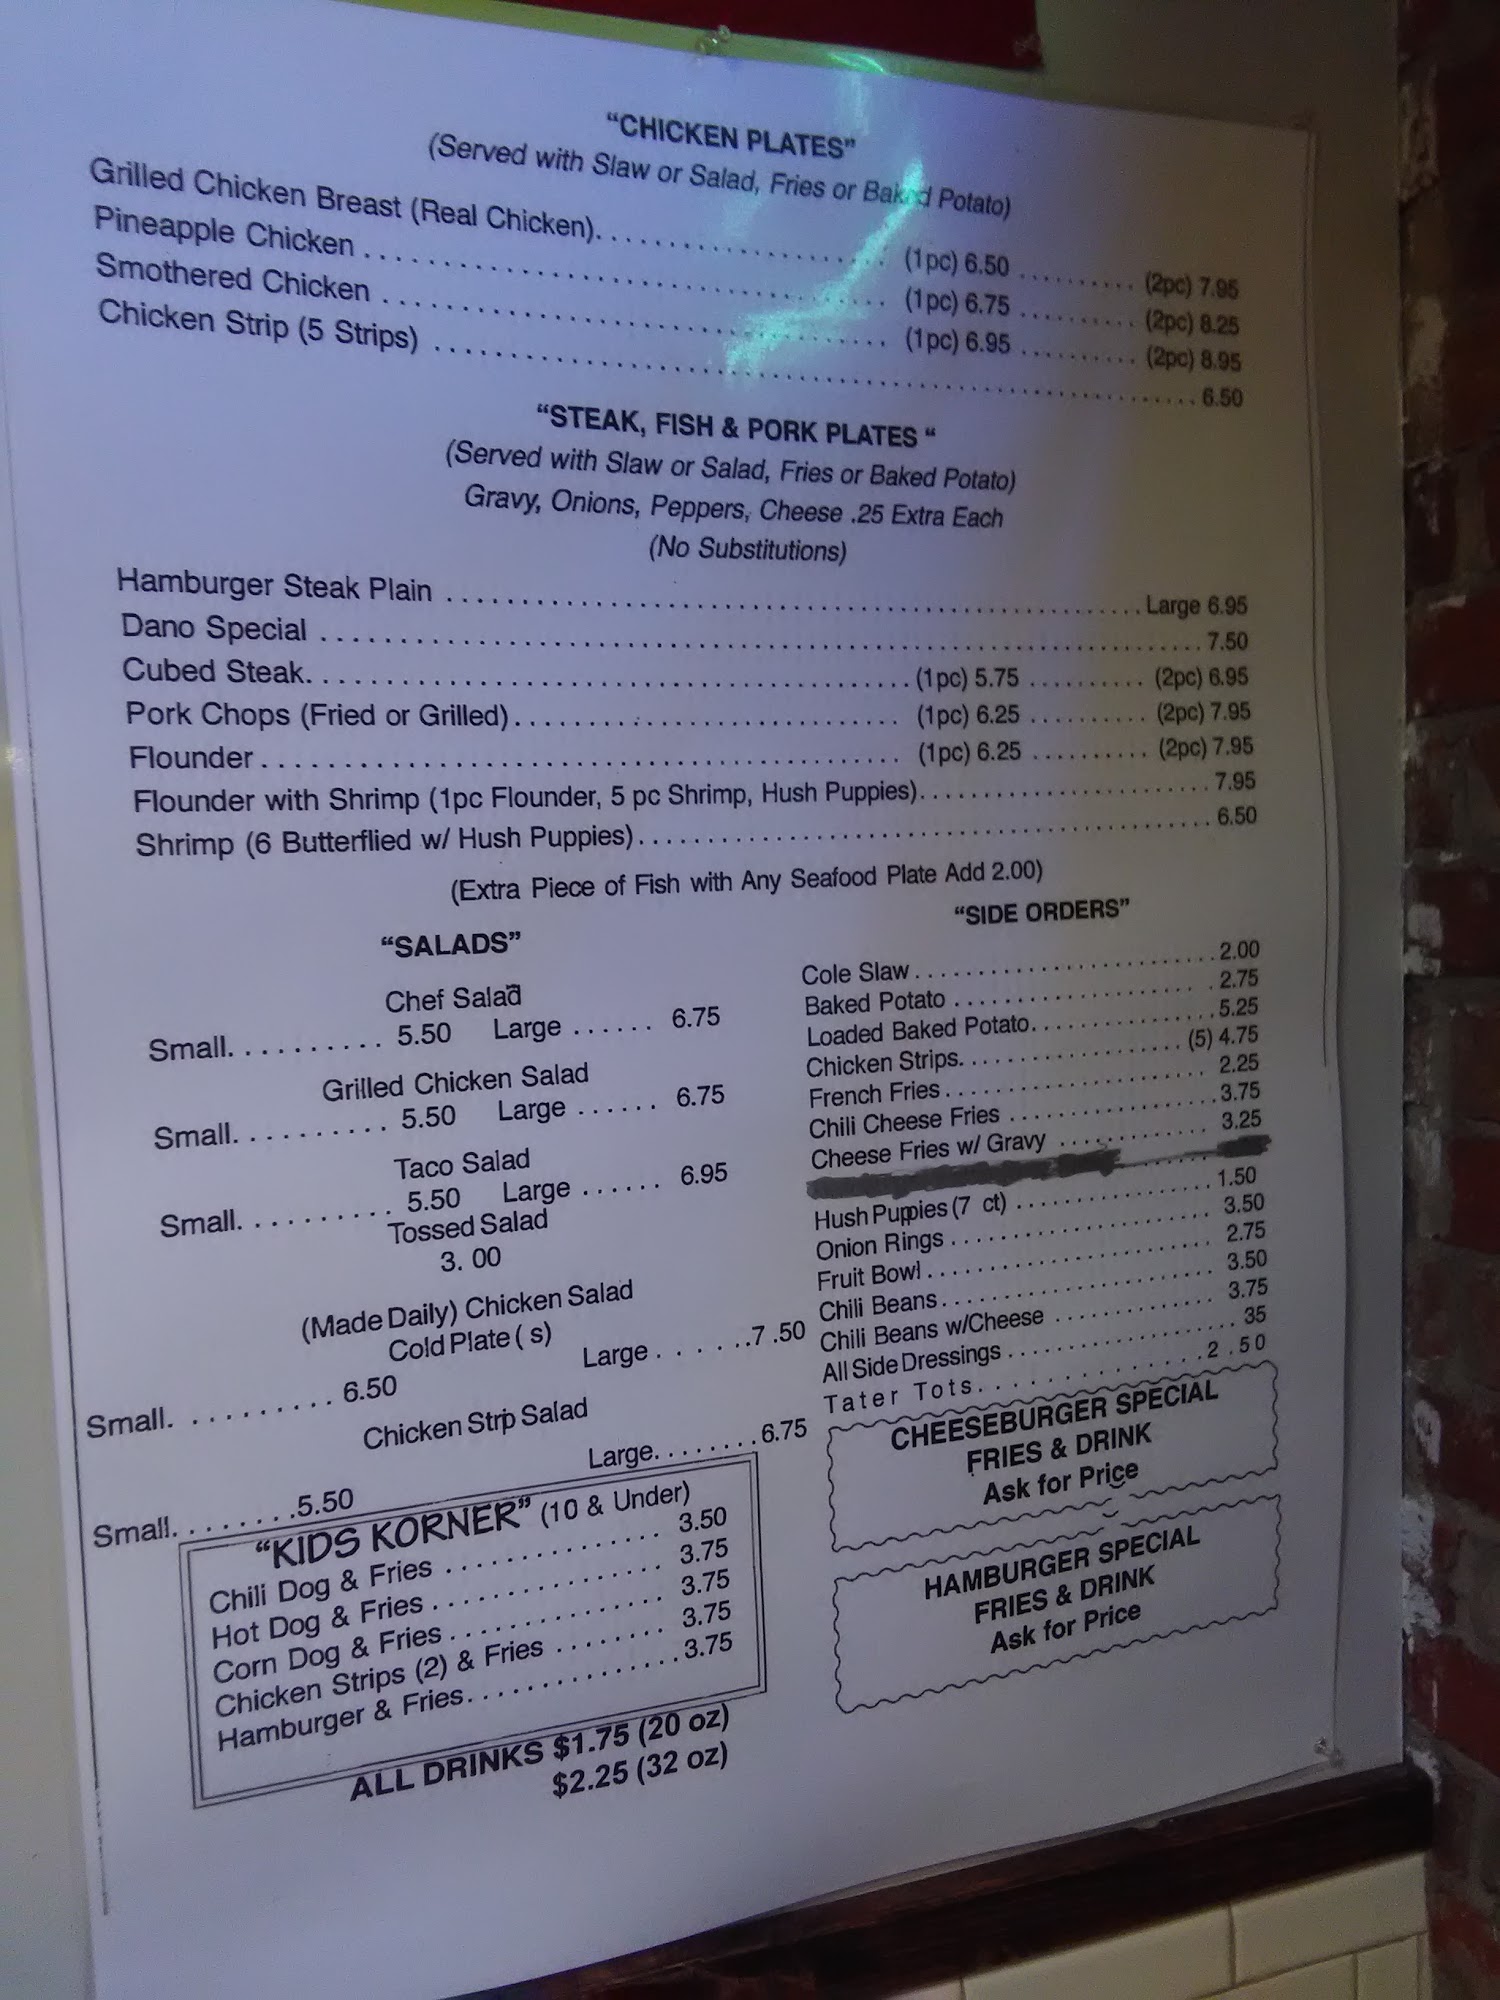 “CHICKEN PLATES”
(Served with Slaw or Salad, Fries or Baked Potato)
Grilled Chicken Breast (Real Chicken). . . . . . . . . . . . . . . . . . (1pc) 6.50 . . . . . . . . . . (2pc) 7.95
Pineapple Chicken . . . . . . . . . . . . . . . . . . (1pc) 6.75 . . . . . . . . . . (2pc) 8.25
Smothered Chicken . . . . . . . . . . . . . . . . . . (1pc) 6.95 . . . . . . . . . . (2pc) 8.95
Chicken Strip (5 Strips) . . . . . . . . . . . . . . . . . . 6.50
“STEAK, FISH & PORK PLATES “
(Served with Slaw or Salad, Fries or Baked Potato)
Gravy, Onions, Peppers, Cheese .25 Extra Each
(No Substitutions)
Hamburger Steak Plain . . . . . . . . . . . . . . . . . . Large 6.95
Dano Special . . . . . . . . . . . . . . . . . . 7.50
Cubed Steak. . . . . . . . . . . . . . . . . . (1pc) 5.75 . . . . . . . . . . (2pc) 6.95
Pork Chops (Fried or Grilled). . . . . . . . . . . . . . . . . . (1pc) 6.25 . . . . . . . . . . (2pc) 7.95
Flounder . . . . . . . . . . . . . . . . . . (1pc) 6.25 . . . . . . . . . . (2pc) 7.95
Flounder with Shrimp (1pc Flounder, 5 pc Shrimp, Hush Puppies). . . . . . . . . . . . . . . . . . 7.95
Shrimp (6 Butterflied w/ Hush Puppies). . . . . . . . . . . . . . . . . . 6.50
(Extra Piece of Fish with Any Seafood Plate Add 2.00)
“SALADS”
Chef Salad
Small. . . . . . . . . . 5.50 Large . . . . . . 6.75
Grilled Chicken Salad
Small. . . . . . . . . . 5.50 Large . . . . . . 6.75
Taco Salad
Small. . . . . . . . . . 5.50 Large . . . . . . 6.95
Tossed Salad
3. 00
(Made Daily) Chicken Salad
Cold Plate ( s)
Small. . . . . . . . . . 6.50 Large . . . . . . .7 .50
Chicken Strip Salad
Small. . . . . . . .5.50 Large. . . . . . . .6.75
“SIDE ORDERS”
Cole Slaw . . . . . . . . . . . . . . . . . . 2.00
Baked Potato . . . . . . . . . . . . . . . . . . 2.75
Loaded Baked Potato. . . . . . . . . . . . . 5.25
Chicken Strips. . . . . . . . . . . . . . . . (5) 4.75
French Fries . . . . . . . . . . . . . . . . . . 2.25
Chili Cheese Fries . . . . . . . . . . . . . . 3.75
Cheese Fries w/ Gravy . . . . . . . . . . . . 3.25
Hush Puppies (7 ct) . . . . . . . . . . . . . 1.50
Onion Rings . . . . . . . . . . . . . . . . . . 3.50
Fruit Bowl . . . . . . . . . . . . . . . . . . 2.75
Chili Beans . . . . . . . . . . . . . . . . . . 3.50
Chili Beans w/Cheese . . . . . . . . . . . . 3.75
All Side Dressings . . . . . . . . . . . . . . 35
Tater Tots. . . . . . . . . . . 2 . 50
“KIDS KORNER” (10 & Under)
Chili Dog & Fries . . . . . . . . . . . . . . 3.50
Hot Dog & Fries . . . . . . . . . . . . . . 3.75
Corn Dog & Fries . . . . . . . . . . . . . . 3.75
Chicken Strips (2) & Fries . . . . . . . . 3.75
Hamburger & Fries. . . . . . . . . . . . . .3.75
ALL DRINKS $1.75 (20 oz)
$2.25 (32 oz)
CHEESEBURGER SPECIAL
FRIES & DRINK
Ask for Price
HAMBURGER SPECIAL
FRIES & DRINK
Ask for Price